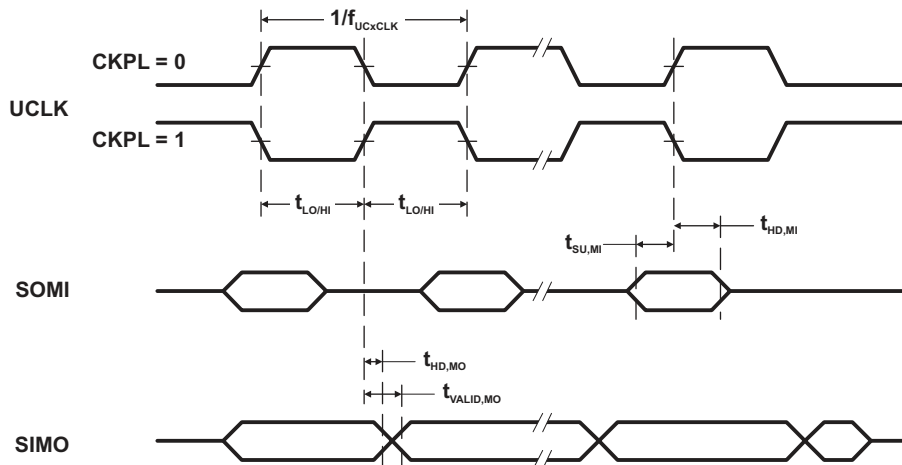 1/fUCxCLK
CKPL = 0
UCLK
CKPL = 1
tLO/HI tLO/HI
tHD,MI
tSU,MI
SOMI
tHD,MO
tVALID,MO
SIMO